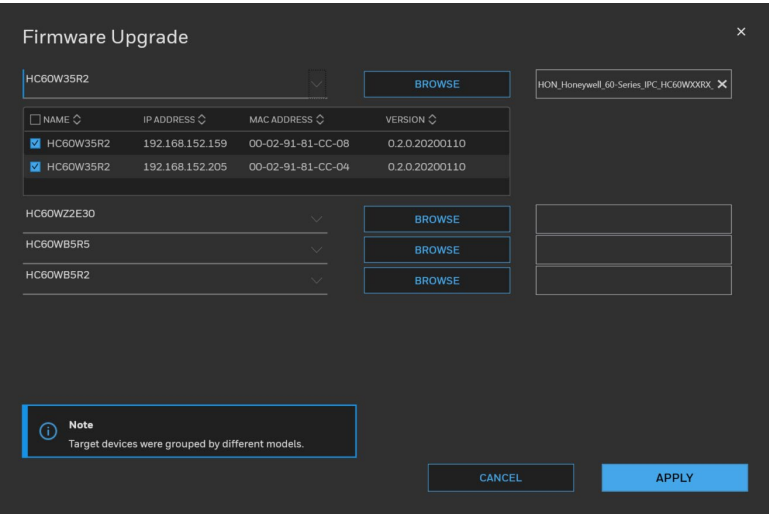 Firmware Upgrade
HC60W35R2
BROWSE
HON_Honeywell_60-Series_IPC_HC60WXXRX_
NAME IP ADDRESS MAC ADDRESS VERSION
HC60W35R2 192.168.152.159 00-02-91-81-CC-08 0.2.0.20200110
HC60W35R2 192.168.152.205 00-02-91-81-CC-04 0.2.0.20200110
HC60WZ2E30
BROWSE
HC60WB5R5
BROWSE
HC60WB5R2
BROWSE
Note
Target devices were grouped by different models.
CANCEL
APPLY